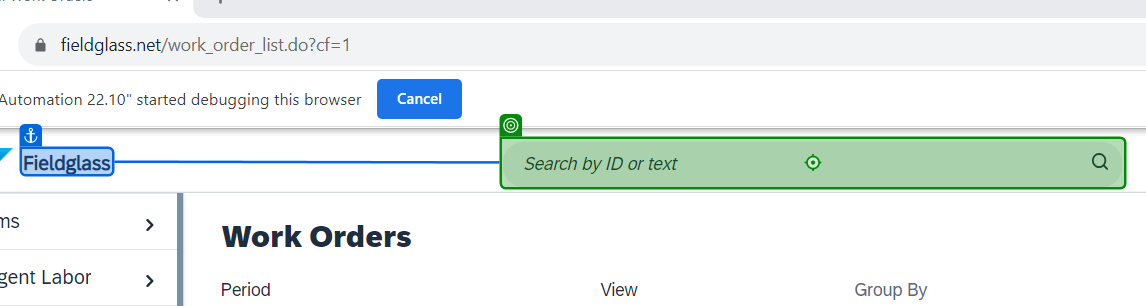 fieldglass.net/work_order_list.do?cf=1
Automation 22.10" started debugging this browser Cancel
Fieldglass Search by ID or text
Work Orders
gent Labor
Period View Group By